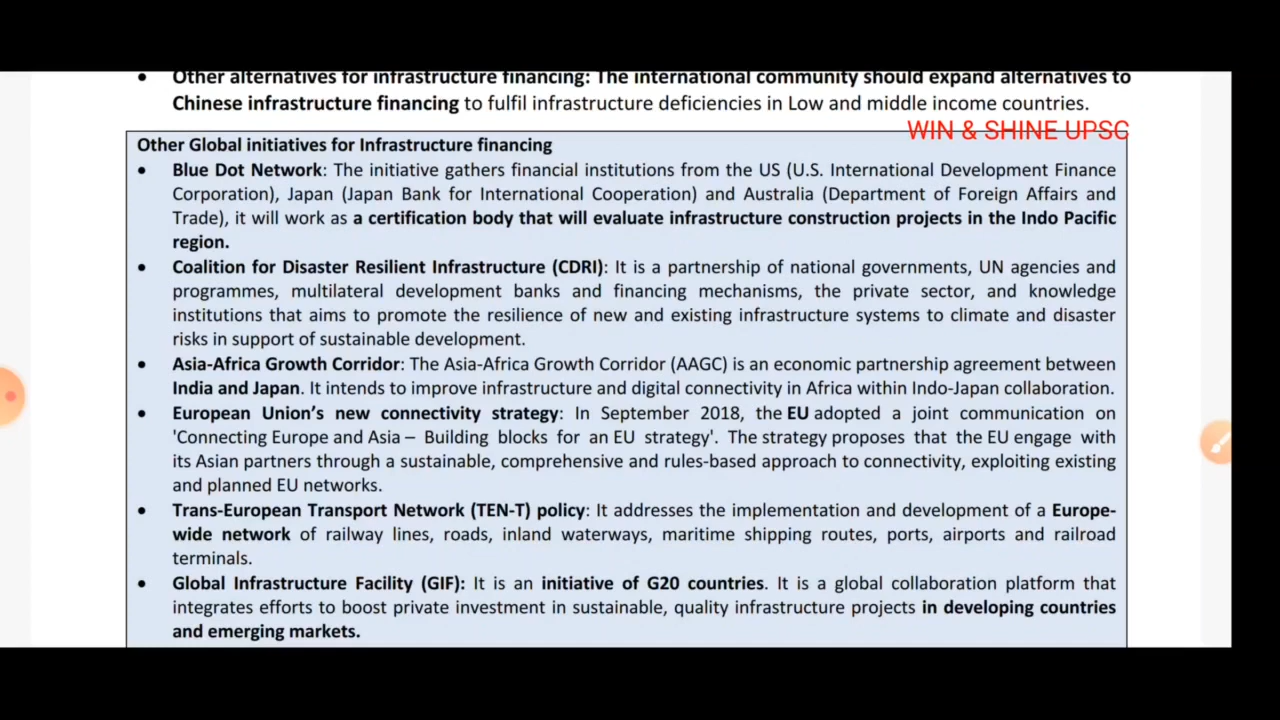 • Other alternatives for infrastructure financing: The international community should expand alternatives to
Chinese infrastructure financing to fulfil infrastructure deficiencies in Low and middle income countries.
WIN & SHINE UPSC
Other Global initiatives for Infrastructure financing
• Blue Dot Network: The initiative gathers financial institutions from the US (U.S. International Development Finance
Corporation), Japan (Japan Bank for International Cooperation) and Australia (Department of Foreign Affairs and
Trade), it will work as a certification body that will evaluate infrastructure construction projects in the Indo Pacific
region.
• Coalition for Disaster Resilient Infrastructure (CDRI): It is a partnership of national governments, UN agencies and
programmes, multilateral development banks and financing mechanisms, the private sector, and knowledge
institutions that aims to promote the resilience of new and existing infrastructure systems to climate and disaster
risks in support of sustainable development.
• Asia-Africa Growth Corridor: The Asia-Africa Growth Corridor (AAGC) is an economic partnership agreement between
India and Japan. It intends to improve infrastructure and digital connectivity in Africa within Indo-Japan collaboration.
• European Union’s new connectivity strategy: In September 2018, the EU adopted a joint communication on
'Connecting Europe and Asia – Building blocks for an EU strategy'. The strategy proposes that the EU engage with
its Asian partners through a sustainable, comprehensive and rules-based approach to connectivity, exploiting existing
and planned EU networks.
• Trans-European Transport Network (TEN-T) policy: It addresses the implementation and development of a Europe-
wide network of railway lines, roads, inland waterways, maritime shipping routes, ports, airports and railroad
terminals.
• Global Infrastructure Facility (GIF): It is an initiative of G20 countries. It is a global collaboration platform that
integrates efforts to boost private investment in sustainable, quality infrastructure projects in developing countries
and emerging markets.